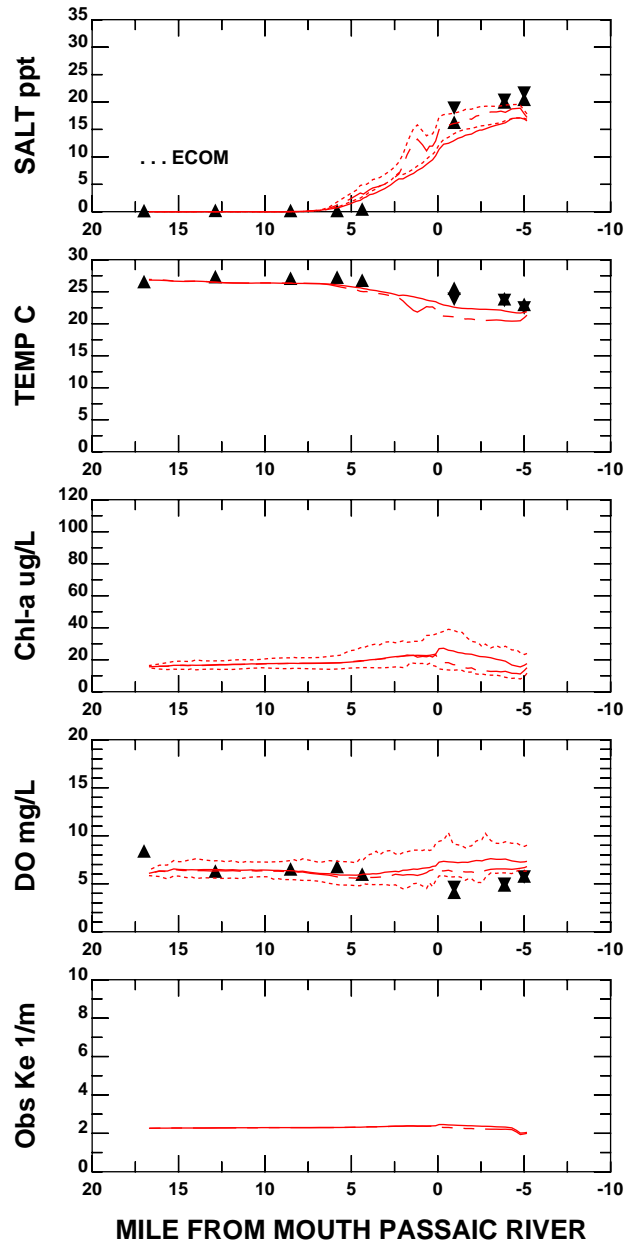 SALT ppt
35
30
25
20
15
10
5
0
. . . ECOM
20 15 10 5 0 -5 -10
TEMP C
30
25
20
15
10
5
0
20 15 10 5 0 -5 -10
Chl-a ug/L
120
100
80
60
40
20
0
20 15 10 5 0 -5 -10
DO mg/L
20
15
10
5
0
20 15 10 5 0 -5 -10
Obs Ke 1/m
10
8
6
4
2
0
20 15 10 5 0 -5 -10
MILE FROM MOUTH PASSAIC RIVER